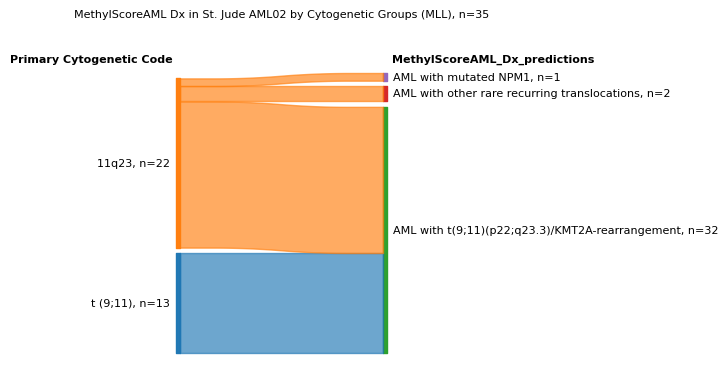 MethylScoreAML Dx in St. Jude AML02 by Cytogenetic Groups (MLL), n=35
Primary Cytogenetic Code
MethylScoreAML_Dx_predictions
AML with mutated NPM1, n=1
AML with other rare recurring translocations, n=2
11q23, n=22
AML with t(9;11)(p22;q23.3)/KMT2A-rearrangement, n=32
t (9;11), n=13